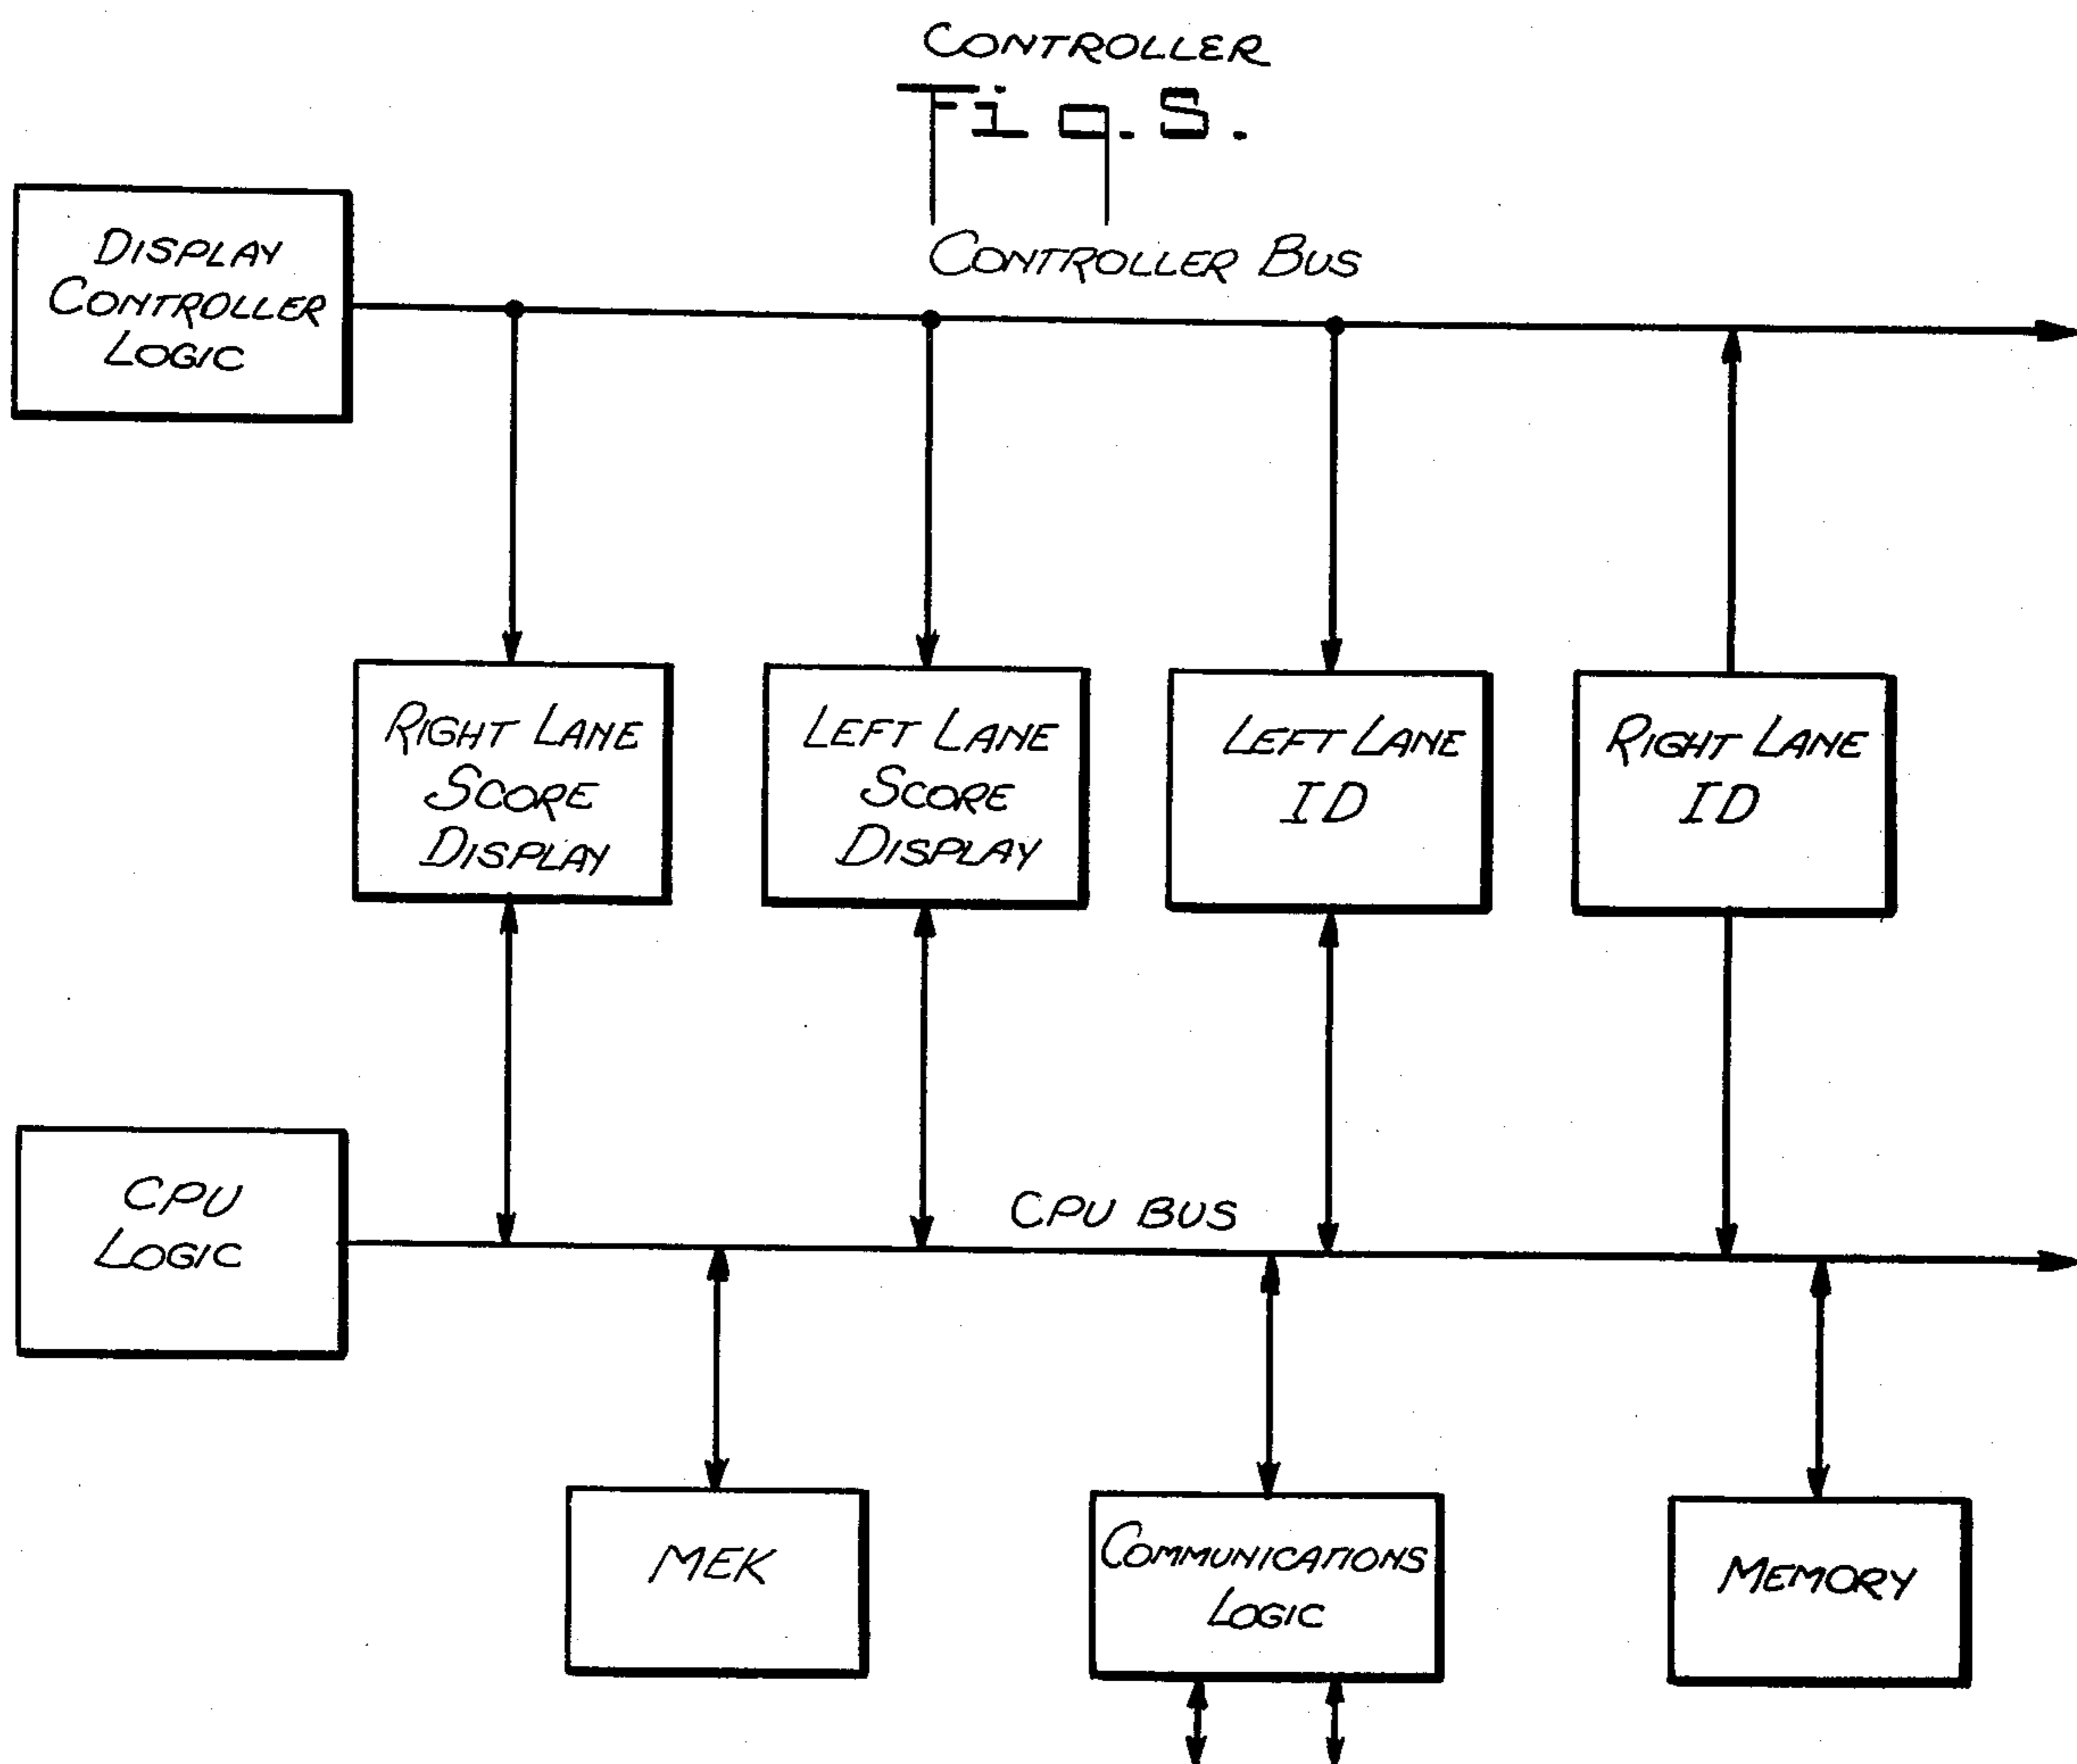 CONTROLLER
Fig. 5.
DISPLAY
CONTROLLER
LOGIC
CONTROLLER BUS
RIGHT LANE
SCORE
DISPLAY
LEFT LANE
SCORE
DISPLAY
LEFT LANE
ID
RIGHT LANE
ID
CPU
LOGIC
CPU BUS
MEK
COMMUNICATIONS
LOGIC
MEMORY